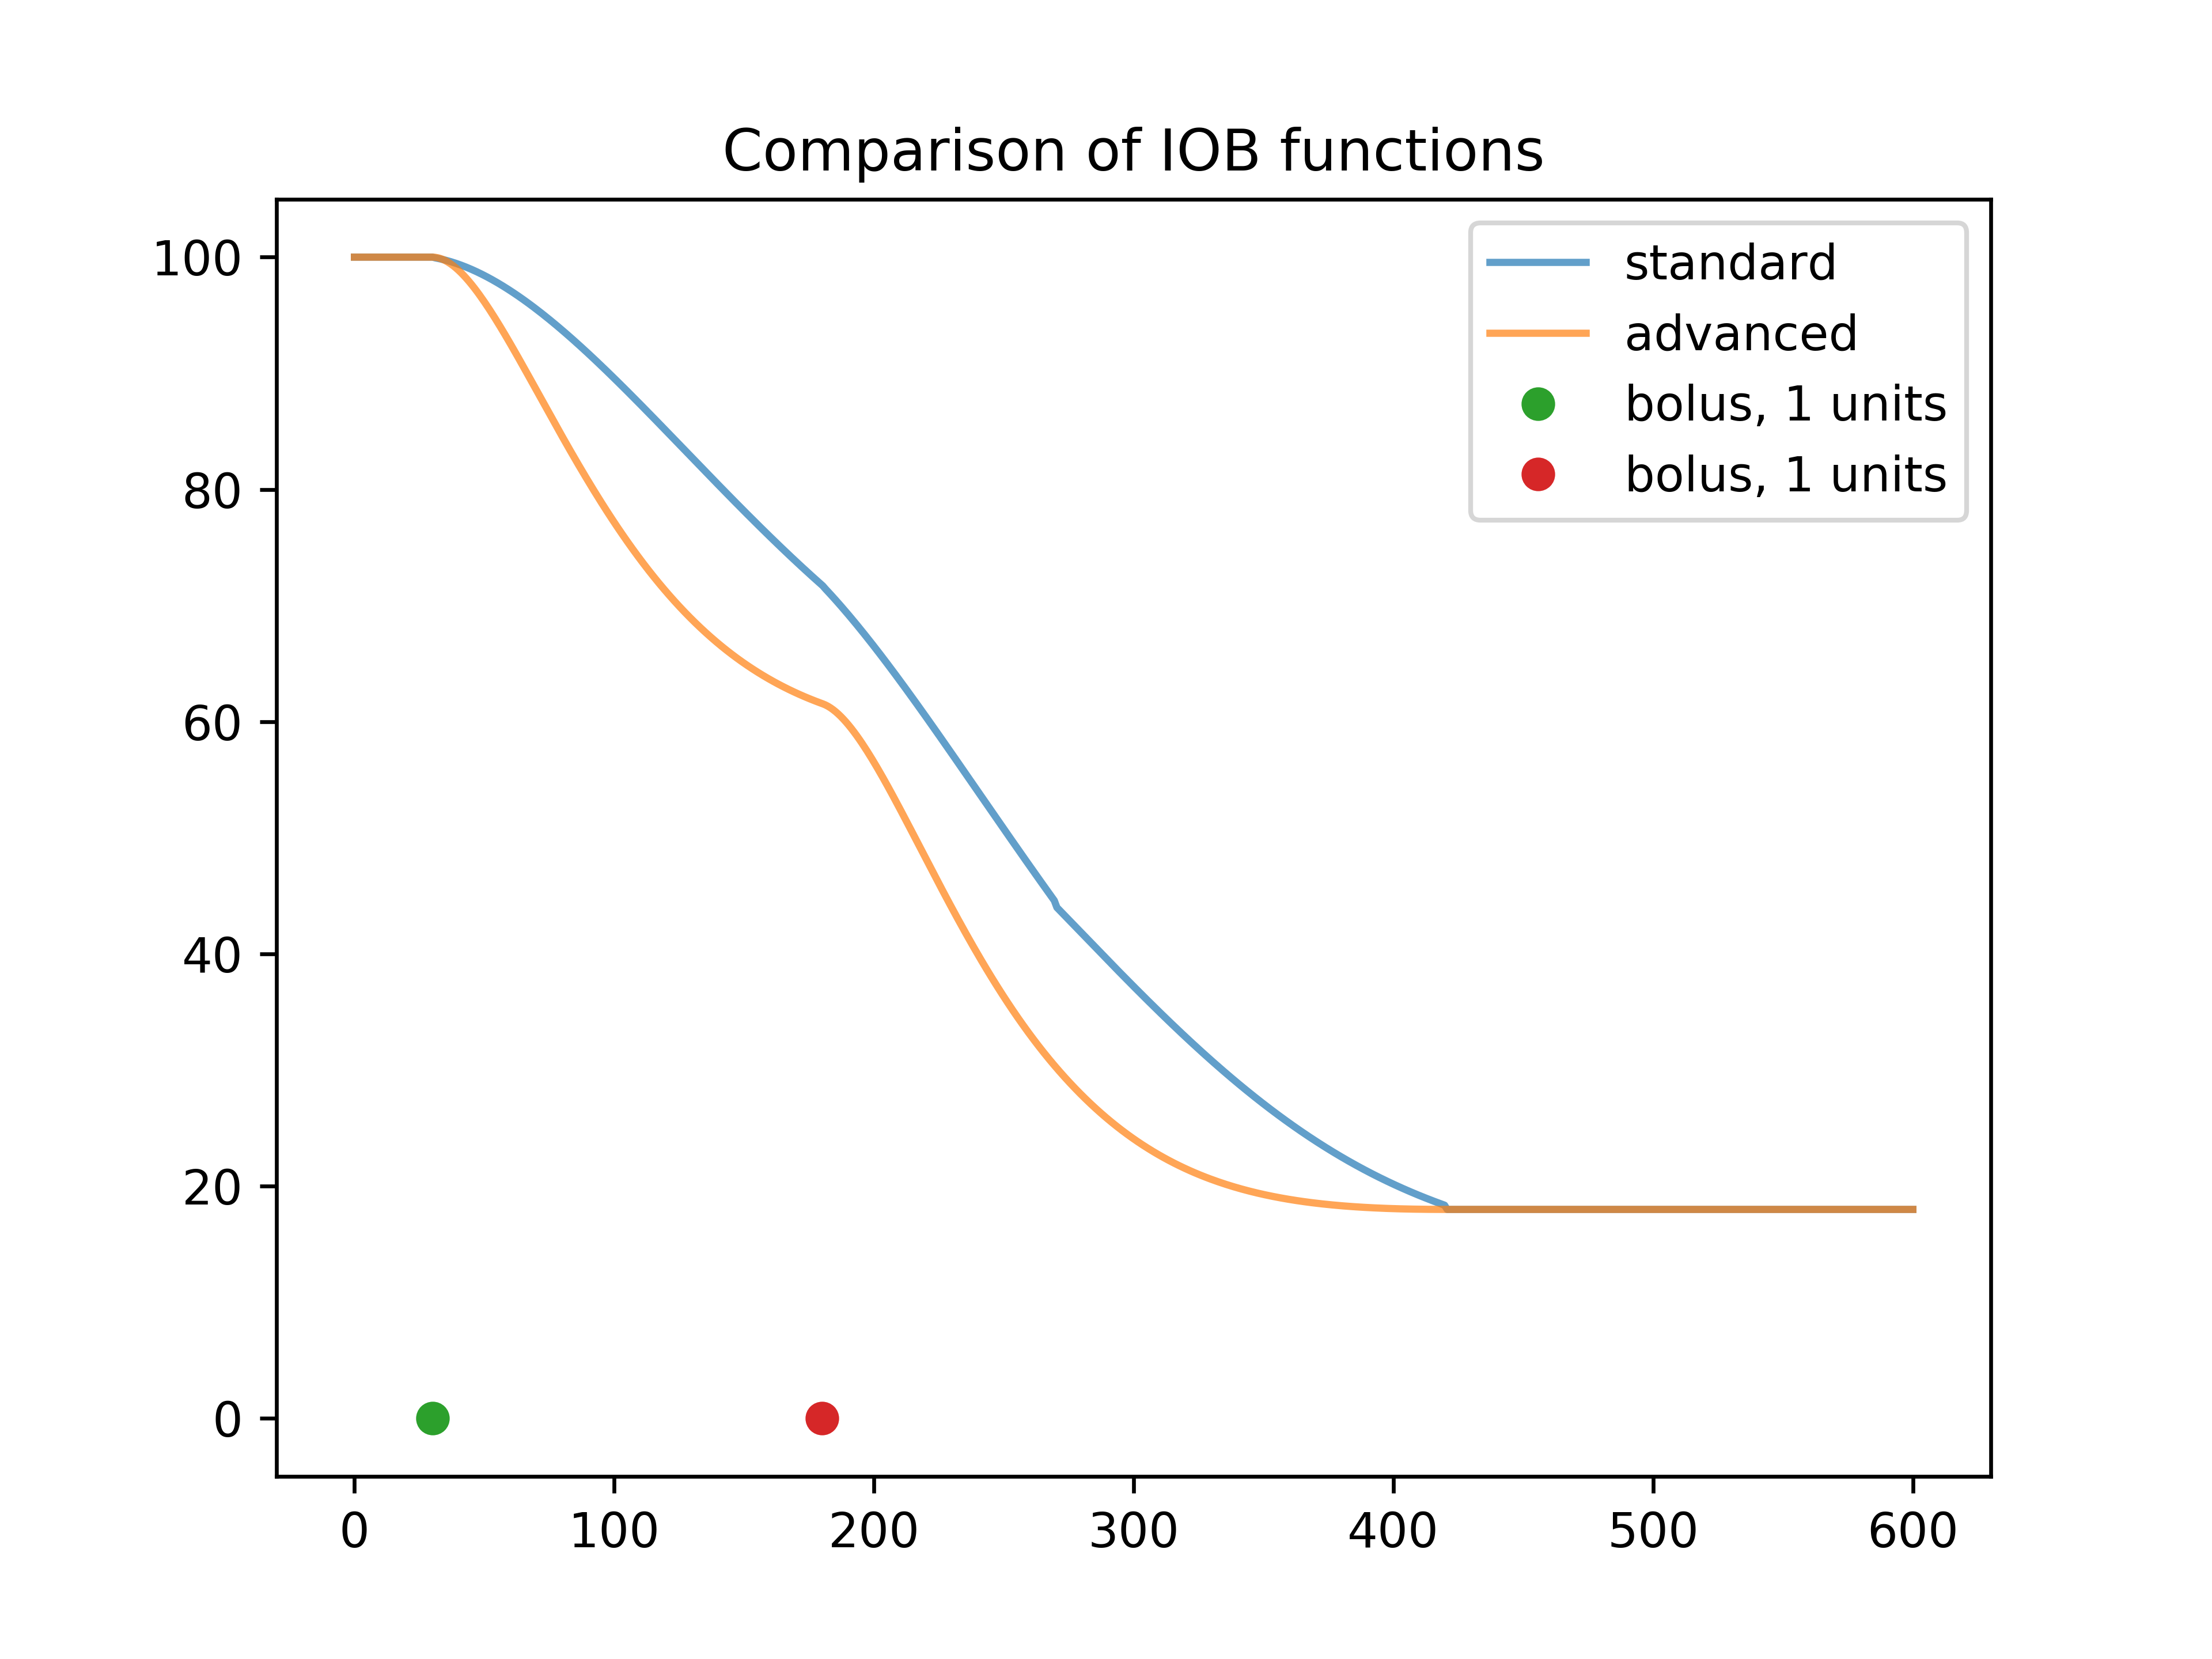 Comparison of IOB functions
standard
advanced
bolus, 1 units
bolus, 1 units
100
80
60
40
20
0
0 100 200 300 400 500 600